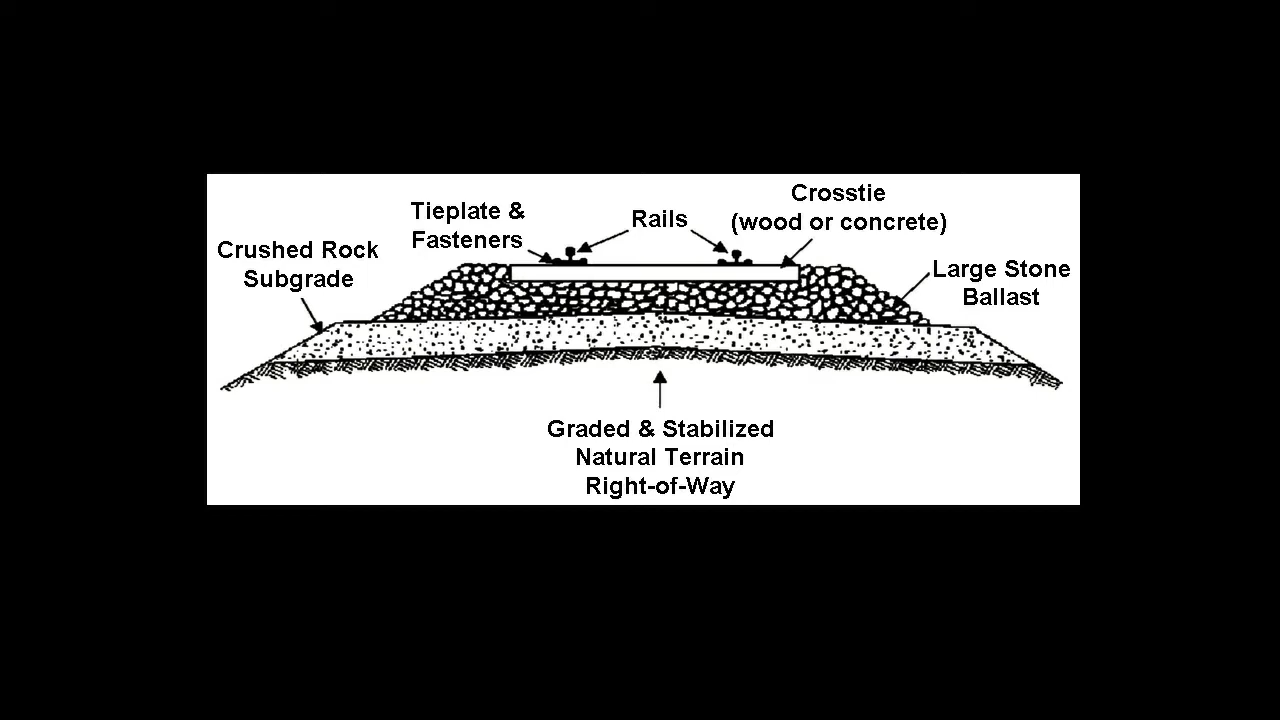 Crosstie
(wood or concrete)
Tieplate &
Fasteners
Rails
Crushed Rock
Subgrade
Large Stone
Ballast
Graded & Stabilized
Natural Terrain
Right-of-Way